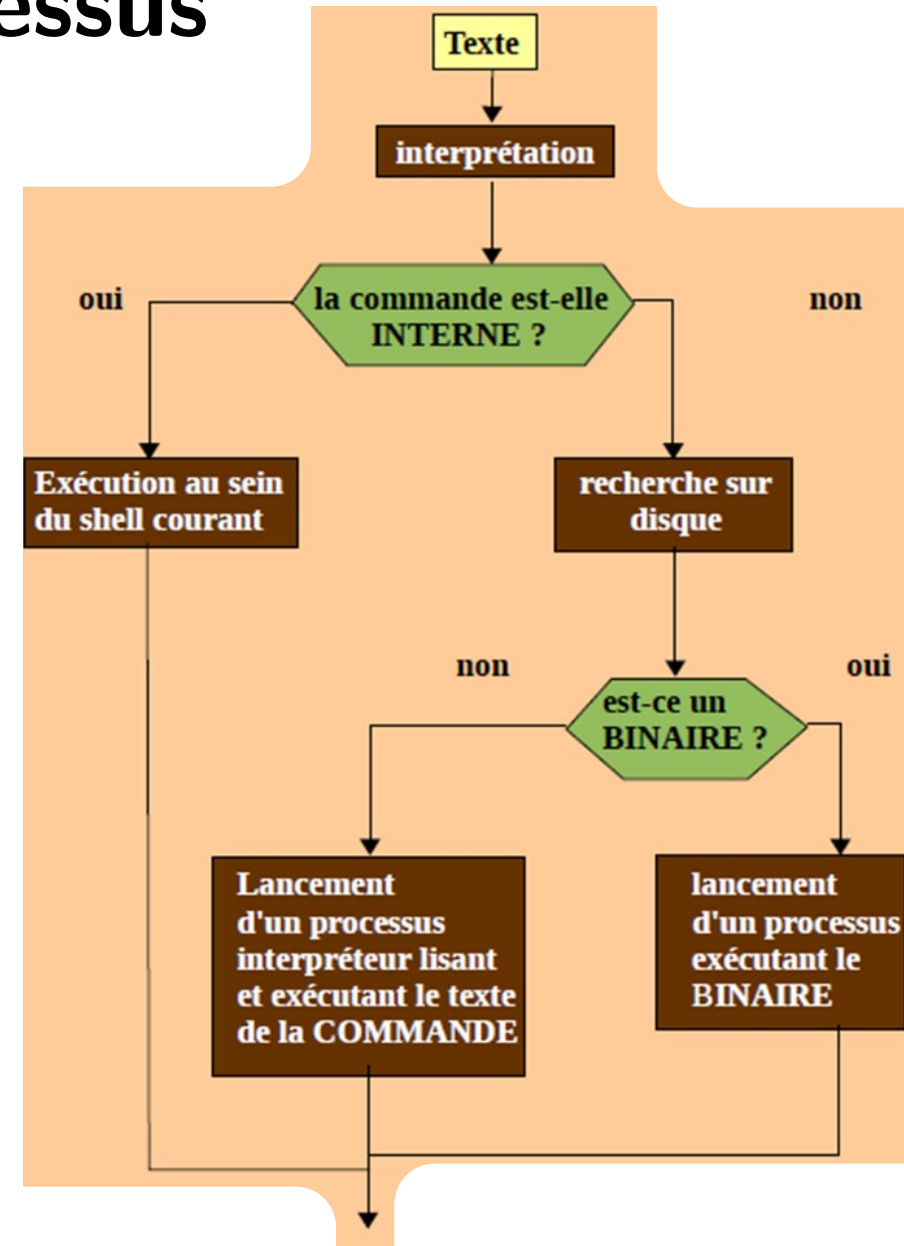 essus
Texte
interprétation
oui
la commande est-elle
INTERNE ?
non
Exécution au sein
du shell courant
recherche sur
disque
non
oui
est-ce un
BINAIRE ?
Lancement
d'un processus
interpréteur lisant
et exécutant le texte
de la COMMANDE
lancement
d'un processus
exécutant le
BINAIRE